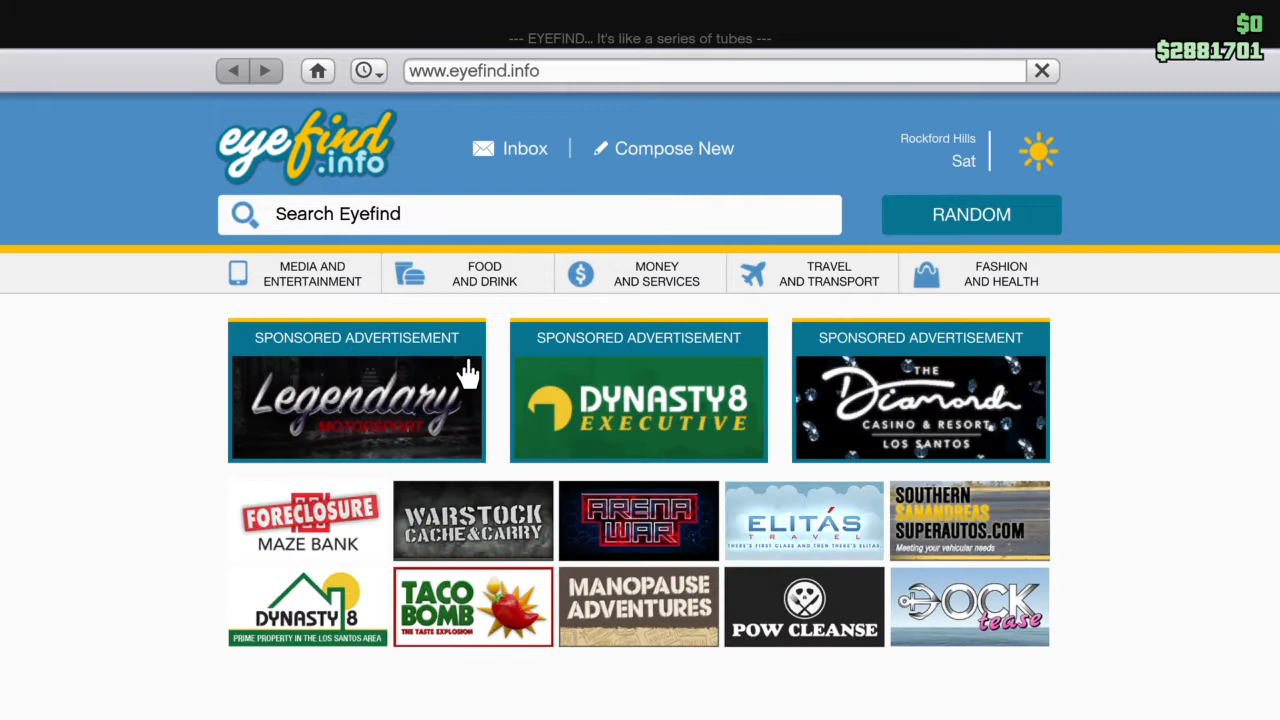 $0
--- EYEFIND... It's like a series of tubes ---
$2881701
www.eyefind.info
eyefind
.info
Inbox
Compose New
Rockford Hills
Sat
Search Eyefind
RANDOM
MEDIA AND
ENTERTAINMENT
FOOD
AND DRINK
MONEY
AND SERVICES
TRAVEL
AND TRANSPORT
FASHION
AND HEALTH
SPONSORED ADVERTISEMENT
Legendary
MOTORSPORT
SPONSORED ADVERTISEMENT
DYNASTY8
EXECUTIVE
SPONSORED ADVERTISEMENT
THE
Diamond
CASINO & RESORT
LOS SANTOS
FORECLOSURE
MAZE BANK
WARSTOCK
CACHE&CARRY
ARENA
WAR
ELITÁS
TRAVEL
THERE'S FIRST CLASS AND THEN THERE'S ELITAS.
SOUTHERN
SANANDREAS
SUPERAUTOS.COM
Meeting your vehicular needs
DYNASTY 8
PRIME PROPERTY IN THE LOS SANTOS AREA
TACO
BOMB
THE TASTE EXPLOSION
MANOPAUSE
ADVENTURES
POW CLEANSE
DOCK
tease